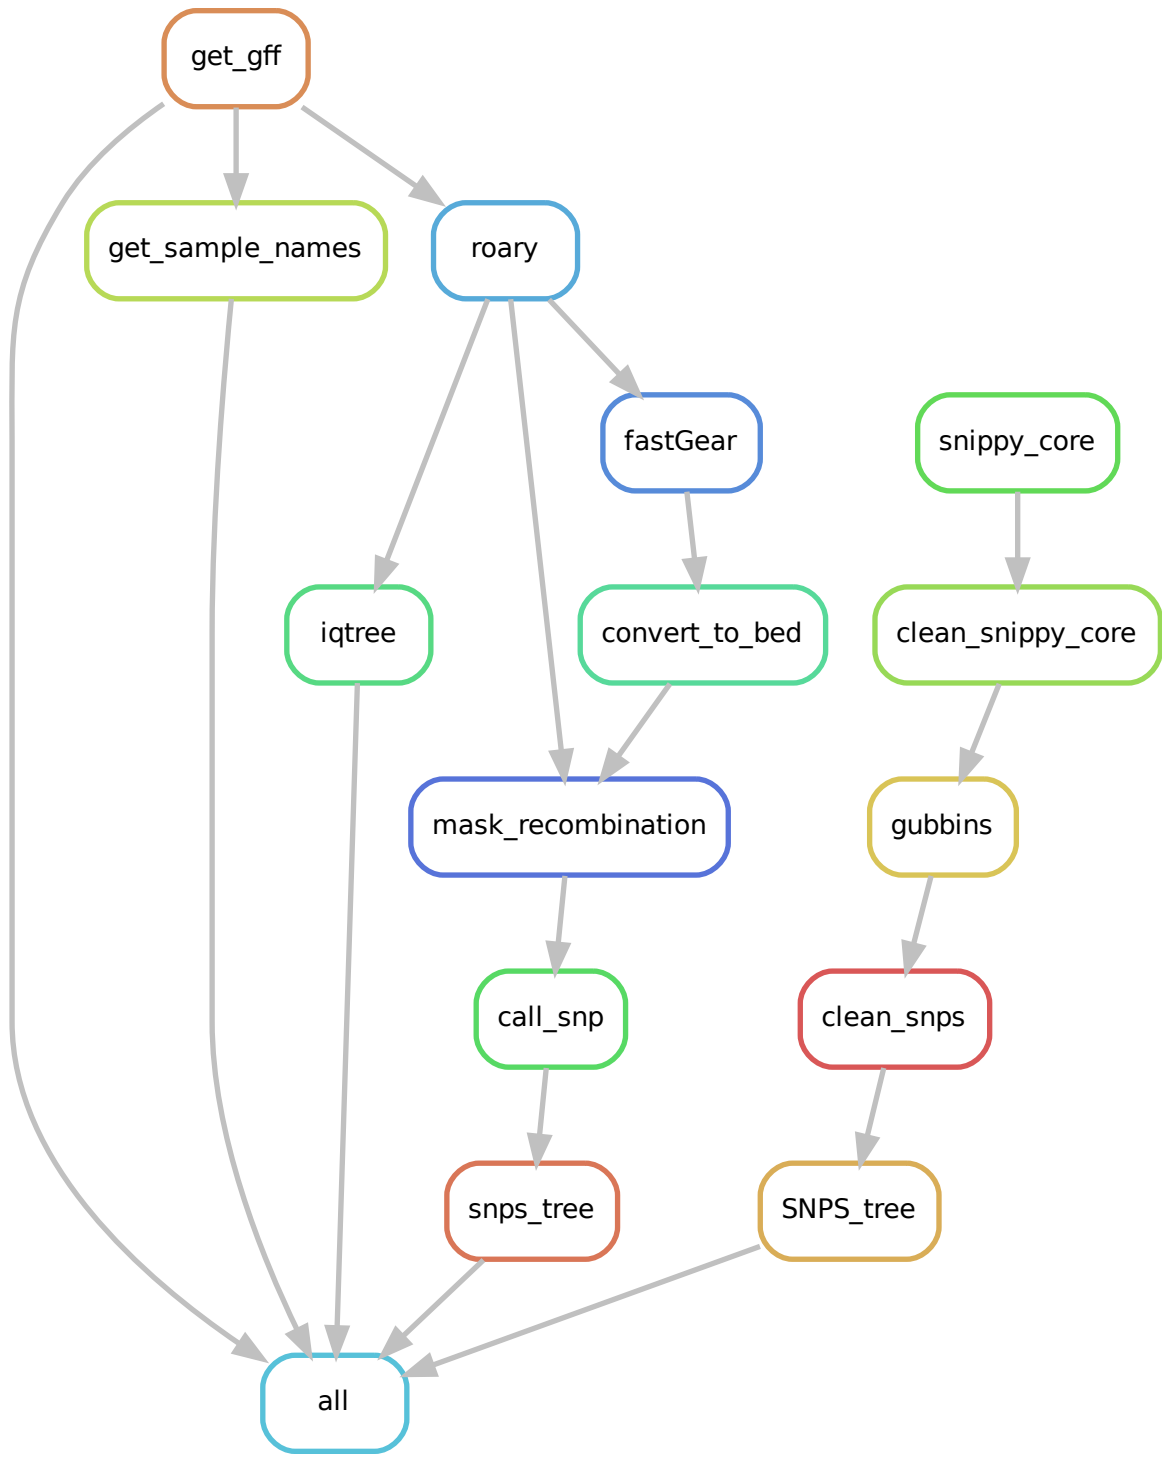 get_gff
get_sample_names
roary
fastGear
snippy_core
iqtree
convert_to_bed
clean_snippy_core
mask_recombination
gubbins
call_snp
clean_snps
snps_tree
SNPS_tree
all